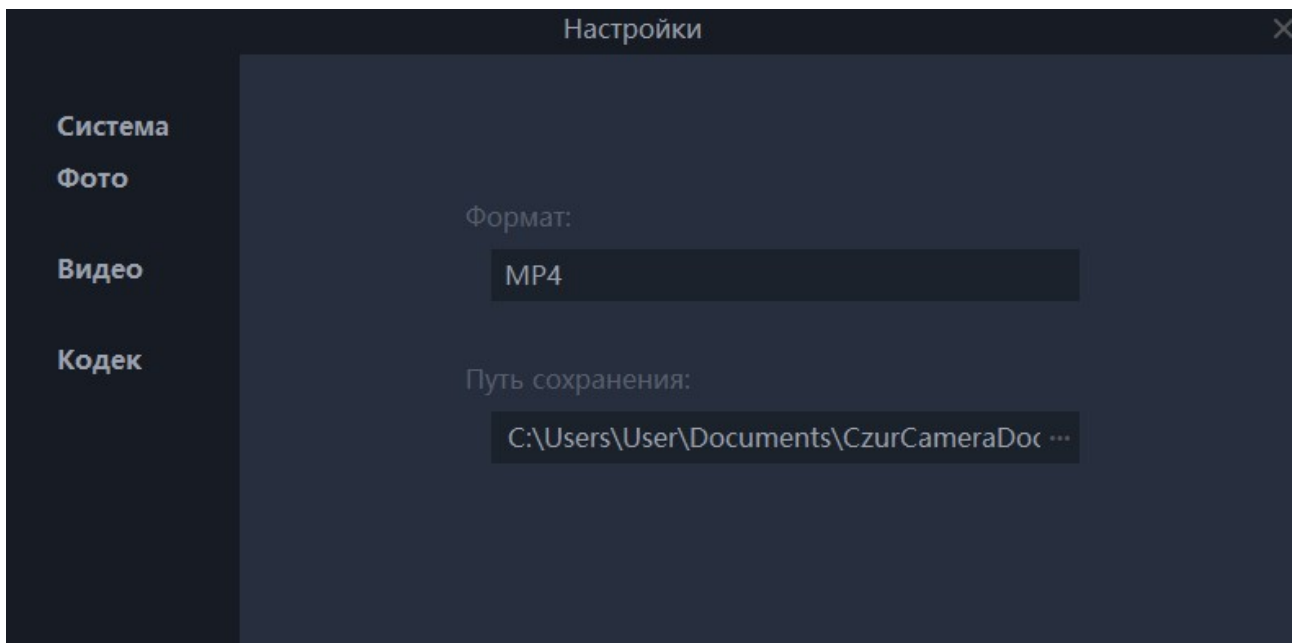 Настройки
Система
Фото
Видео
Кодек
Формат:
MP4
Путь сохранения:
C:\Users\User\Documents\CzurCameraDoc ...